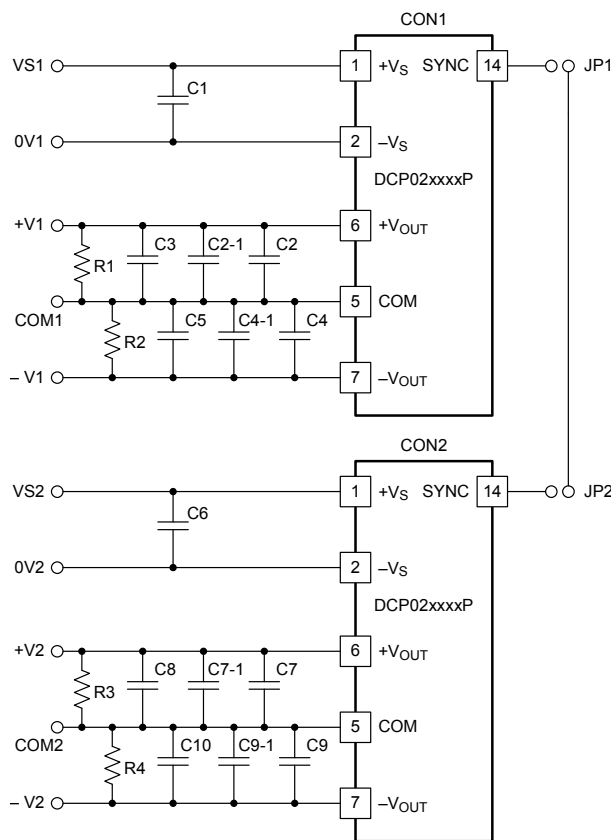 CON1
VS1
1
+VS
SYNC
14
JP1
C1
0V1
2
–VS
DCP02xxxxP
+V1
6
+VOUT
R1
C3
C2-1
C2
COM1
5
COM
R2
C5
C4-1
C4
– V1
7
–VOUT
CON2
VS2
1
+VS
SYNC
14
JP2
C6
0V2
2
–VS
DCP02xxxxP
+V2
6
+VOUT
R3
C8
C7-1
C7
COM2
5
COM
R4
C10
C9-1
C9
– V2
7
–VOUT